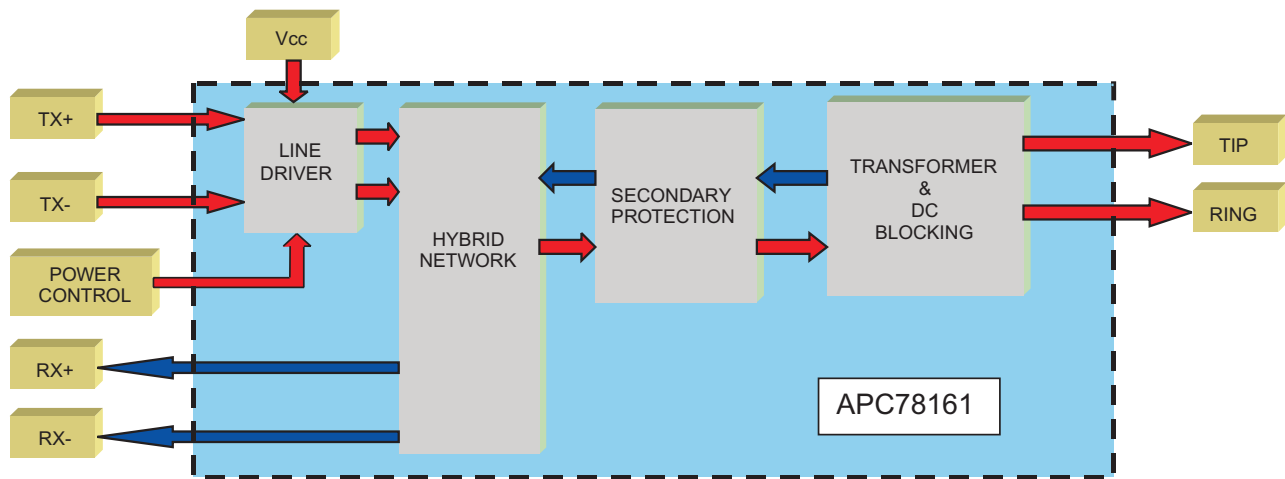 Vcc
TX+
TX-
POWER
CONTROL
RX+
RX-
LINE
DRIVER
HYBRID
NETWORK
SECONDARY
PROTECTION
TRANSFORMER
&
DC
BLOCKING
TIP
RING
APC78161